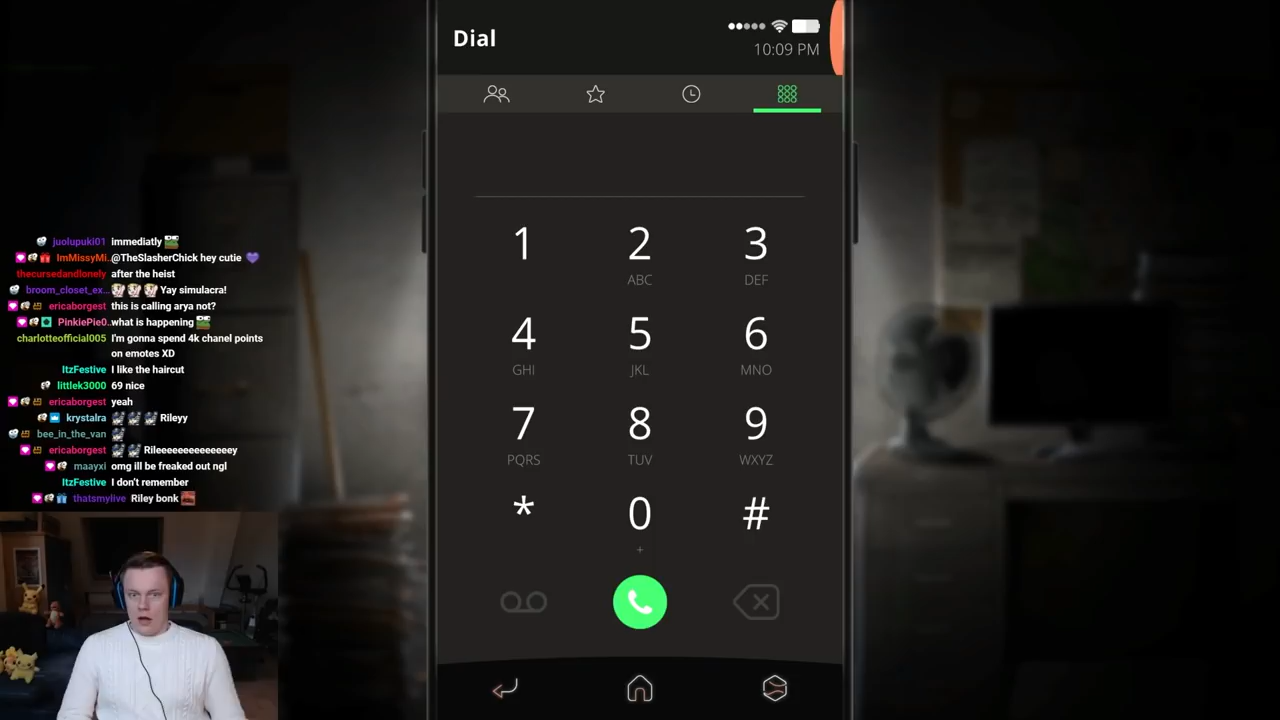 Dial
10:09 PM
juolupuki01 immediatly
ImMissyMi.. @TheSlasherChick hey cutie
thecursedandlonely after the heist
broom_closet_ex... Yay simulacra!
ericaborgest this is calling arya not?
PinkiePie0.. what is happening
charlotteofficial005 I'm gonna spend 4k chanel points
on emotes XD
ItzFestive I like the haircut
littlek3000 69 nice
ericaborgest yeah
krystalra Rileyy
bee_in_the_van
ericaborgest Rileeeeeeeeeeeeey
maayxi omg ill be freaked out ngl
ItzFestive I don't remember
thatsmylive Riley bonk
1 2 3
ABC DEF
4 5 6
GHI JKL MNO
7 8 9
PQRS TUV WXYZ
* 0 #
+